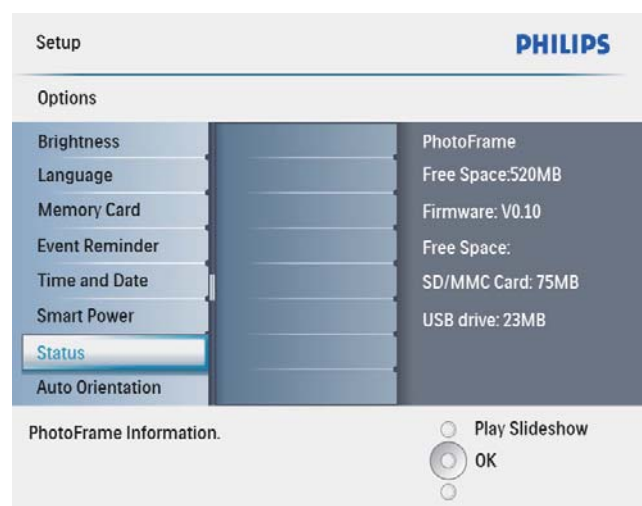 Setup
PHILIPS
Options
Brightness
Language
Memory Card
Event Reminder
Time and Date
Smart Power
Status
Auto Orientation
PhotoFrame
Free Space:520MB
Firmware: V0.10
Free Space:
SD/MMC Card: 75MB
USB drive: 23MB
PhotoFrame Information.
Play Slideshow
OK